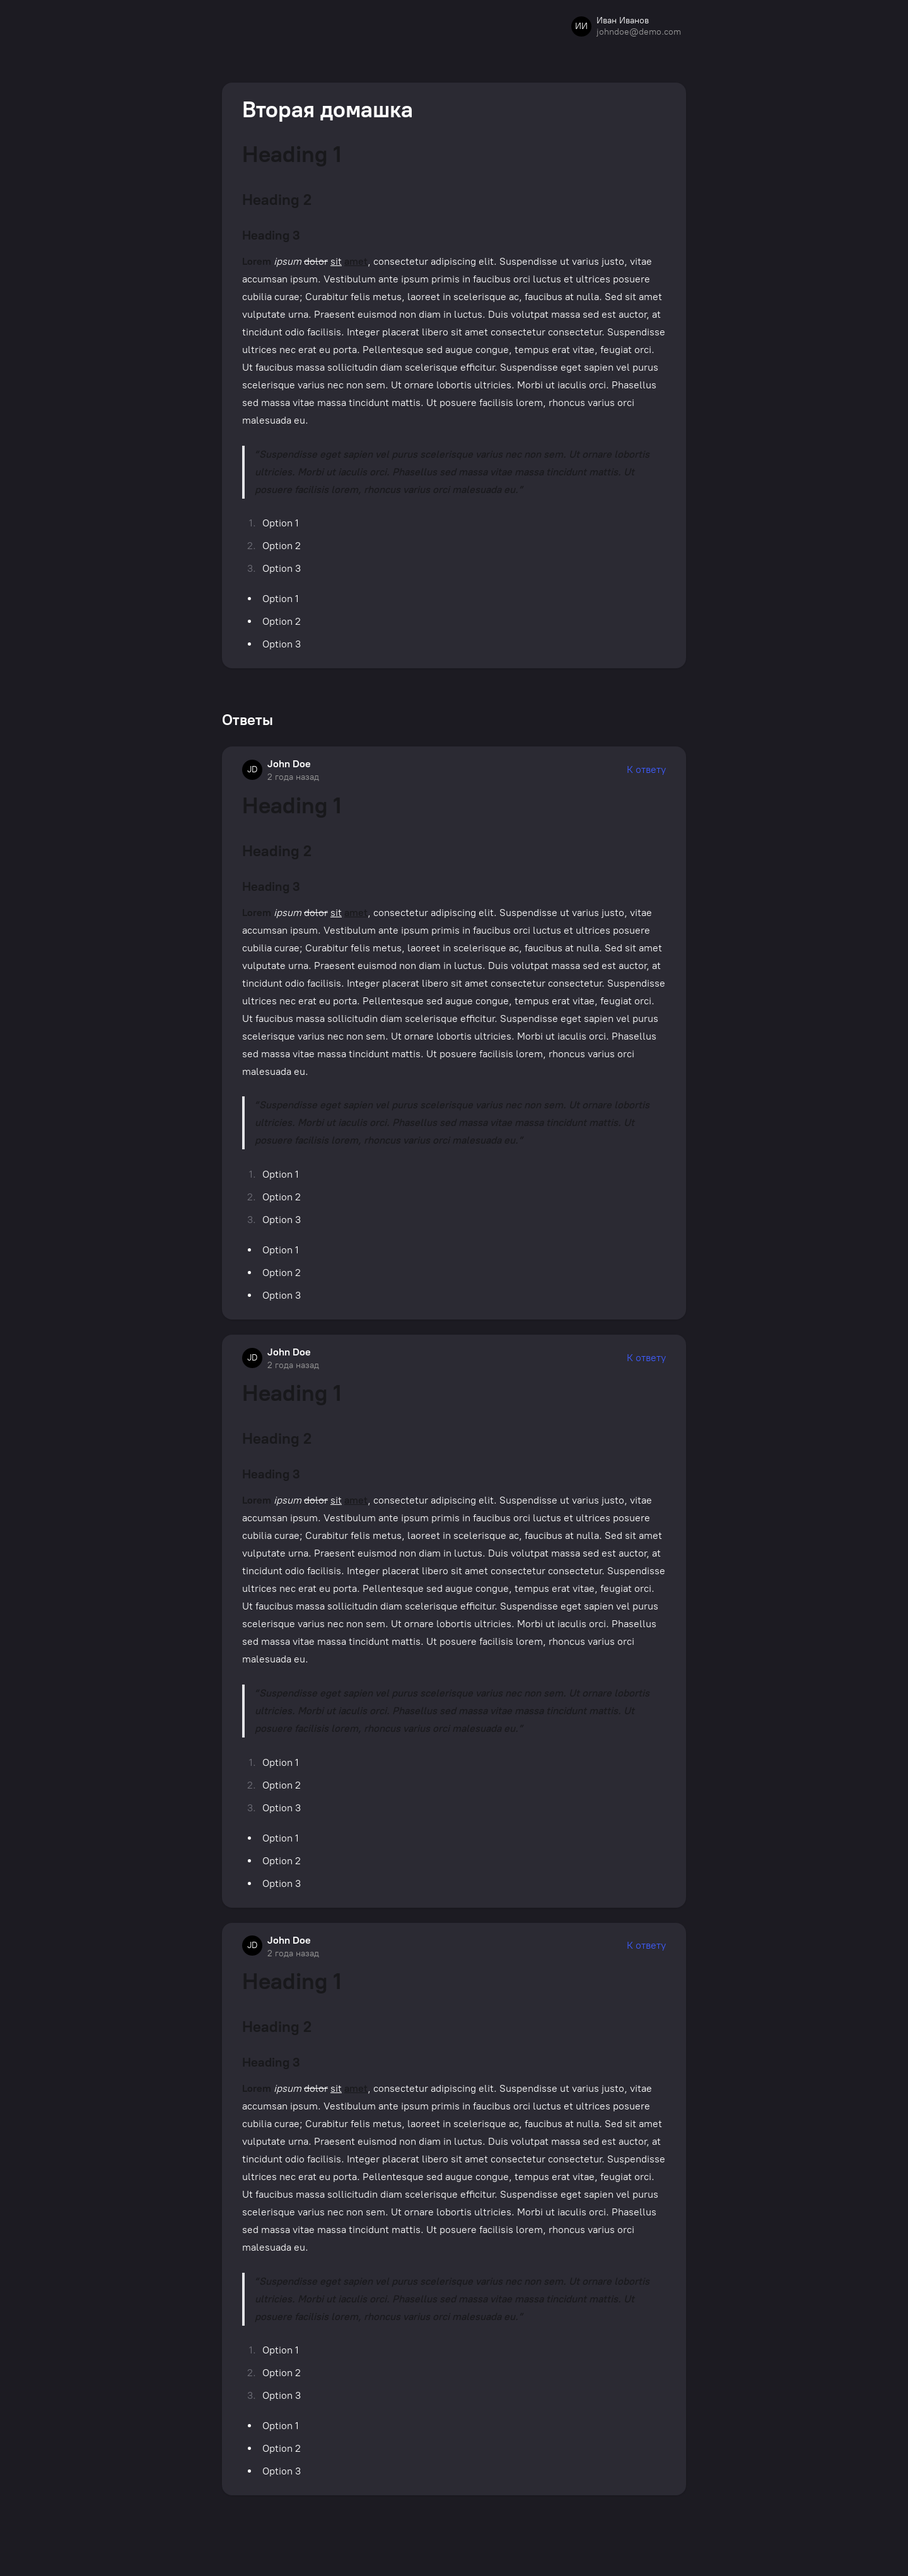 ИИ
Иван Иванов
johndoe@demo.com
Вторая домашка
Heading 1
Heading 2
Heading 3
Lorem ipsum dolor sit amet, consectetur adipiscing elit. Suspendisse ut varius justo, vitae
accumsan ipsum. Vestibulum ante ipsum primis in faucibus orci luctus et ultrices posuere
cubilia curae; Curabitur felis metus, laoreet in scelerisque ac, faucibus at nulla. Sed sit amet
vulputate urna. Praesent euismod non diam in luctus. Duis volutpat massa sed est auctor, at
tincidunt odio facilisis. Integer placerat libero sit amet consectetur consectetur. Suspendisse
ultrices nec erat eu porta. Pellentesque sed augue congue, tempus erat vitae, feugiat orci.
Ut faucibus massa sollicitudin diam scelerisque efficitur. Suspendisse eget sapien vel purus
scelerisque varius nec non sem. Ut ornare lobortis ultricies. Morbi ut iaculis orci. Phasellus
sed massa vitae massa tincidunt mattis. Ut posuere facilisis lorem, rhoncus varius orci
malesuada eu.
"Suspendisse eget sapien vel purus scelerisque varius nec non sem. Ut ornare lobortis
ultricies. Morbi ut iaculis orci. Phasellus sed massa vitae massa tincidunt mattis. Ut
posuere facilisis lorem, rhoncus varius orci malesuada eu."
1. Option 1
2. Option 2
3. Option 3
• Option 1
• Option 2
• Option 3
Ответы
JD
John Doe
2 года назад
К ответу
Heading 1
Heading 2
Heading 3
Lorem ipsum dolor sit amet, consectetur adipiscing elit. Suspendisse ut varius justo, vitae
accumsan ipsum. Vestibulum ante ipsum primis in faucibus orci luctus et ultrices posuere
cubilia curae; Curabitur felis metus, laoreet in scelerisque ac, faucibus at nulla. Sed sit amet
vulputate urna. Praesent euismod non diam in luctus. Duis volutpat massa sed est auctor, at
tincidunt odio facilisis. Integer placerat libero sit amet consectetur consectetur. Suspendisse
ultrices nec erat eu porta. Pellentesque sed augue congue, tempus erat vitae, feugiat orci.
Ut faucibus massa sollicitudin diam scelerisque efficitur. Suspendisse eget sapien vel purus
scelerisque varius nec non sem. Ut ornare lobortis ultricies. Morbi ut iaculis orci. Phasellus
sed massa vitae massa tincidunt mattis. Ut posuere facilisis lorem, rhoncus varius orci
malesuada eu.
"Suspendisse eget sapien vel purus scelerisque varius nec non sem. Ut ornare lobortis
ultricies. Morbi ut iaculis orci. Phasellus sed massa vitae massa tincidunt mattis. Ut
posuere facilisis lorem, rhoncus varius orci malesuada eu."
1. Option 1
2. Option 2
3. Option 3
• Option 1
• Option 2
• Option 3
JD
John Doe
2 года назад
К ответу
Heading 1
Heading 2
Heading 3
Lorem ipsum dolor sit amet, consectetur adipiscing elit. Suspendisse ut varius justo, vitae
accumsan ipsum. Vestibulum ante ipsum primis in faucibus orci luctus et ultrices posuere
cubilia curae; Curabitur felis metus, laoreet in scelerisque ac, faucibus at nulla. Sed sit amet
vulputate urna. Praesent euismod non diam in luctus. Duis volutpat massa sed est auctor, at
tincidunt odio facilisis. Integer placerat libero sit amet consectetur consectetur. Suspendisse
ultrices nec erat eu porta. Pellentesque sed augue congue, tempus erat vitae, feugiat orci.
Ut faucibus massa sollicitudin diam scelerisque efficitur. Suspendisse eget sapien vel purus
scelerisque varius nec non sem. Ut ornare lobortis ultricies. Morbi ut iaculis orci. Phasellus
sed massa vitae massa tincidunt mattis. Ut posuere facilisis lorem, rhoncus varius orci
malesuada eu.
"Suspendisse eget sapien vel purus scelerisque varius nec non sem. Ut ornare lobortis
ultricies. Morbi ut iaculis orci. Phasellus sed massa vitae massa tincidunt mattis. Ut
posuere facilisis lorem, rhoncus varius orci malesuada eu."
1. Option 1
2. Option 2
3. Option 3
• Option 1
• Option 2
• Option 3
JD
John Doe
2 года назад
К ответу
Heading 1
Heading 2
Heading 3
Lorem ipsum dolor sit amet, consectetur adipiscing elit. Suspendisse ut varius justo, vitae
accumsan ipsum. Vestibulum ante ipsum primis in faucibus orci luctus et ultrices posuere
cubilia curae; Curabitur felis metus, laoreet in scelerisque ac, faucibus at nulla. Sed sit amet
vulputate urna. Praesent euismod non diam in luctus. Duis volutpat massa sed est auctor, at
tincidunt odio facilisis. Integer placerat libero sit amet consectetur consectetur. Suspendisse
ultrices nec erat eu porta. Pellentesque sed augue congue, tempus erat vitae, feugiat orci.
Ut faucibus massa sollicitudin diam scelerisque efficitur. Suspendisse eget sapien vel purus
scelerisque varius nec non sem. Ut ornare lobortis ultricies. Morbi ut iaculis orci. Phasellus
sed massa vitae massa tincidunt mattis. Ut posuere facilisis lorem, rhoncus varius orci
malesuada eu.
"Suspendisse eget sapien vel purus scelerisque varius nec non sem. Ut ornare lobortis
ultricies. Morbi ut iaculis orci. Phasellus sed massa vitae massa tincidunt mattis. Ut
posuere facilisis lorem, rhoncus varius orci malesuada eu."
1. Option 1
2. Option 2
3. Option 3
• Option 1
• Option 2
• Option 3